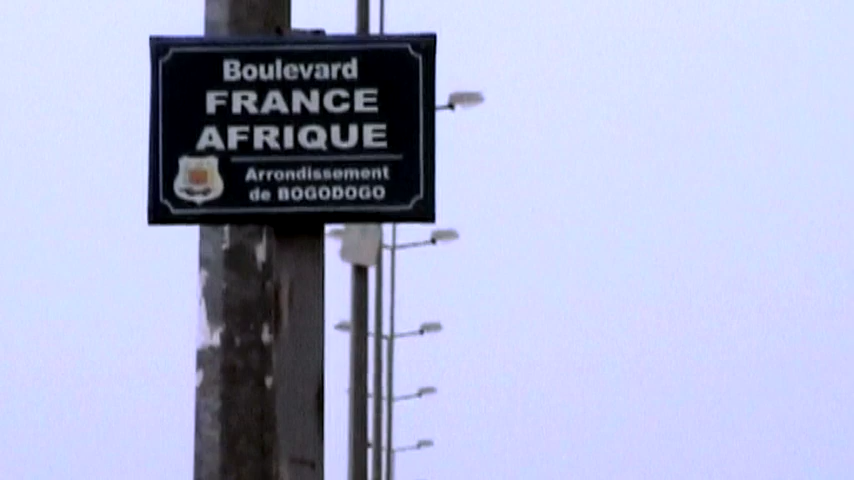 Boulevard
FRANCE
AFRIQUE
Arrondissement
de BOGODOGO